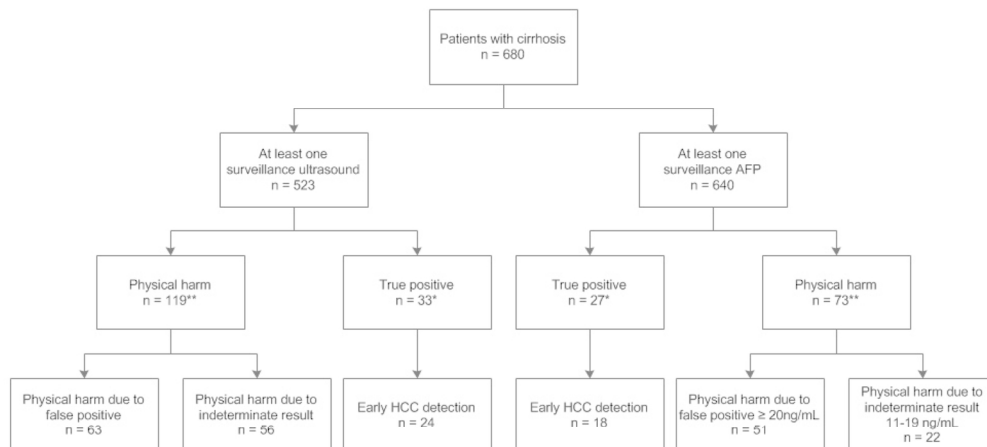 Patients with cirrhosis
n = 680
At least one
surveillance ultrasound
n = 523
At least one
surveillance AFP
n = 640
Physical harm
n = 119**
True positive
n = 33*
True positive
n = 27*
Physical harm
n = 73**
Physical harm due to
false positive
n = 63
Physical harm due to
indeterminate result
n = 56
Early HCC detection
n = 24
Early HCC detection
n = 18
Physical harm due to
false positive ≥ 20ng/mL
n = 51
Physical harm due to
indeterminate result
11-19 ng/mL
n = 22